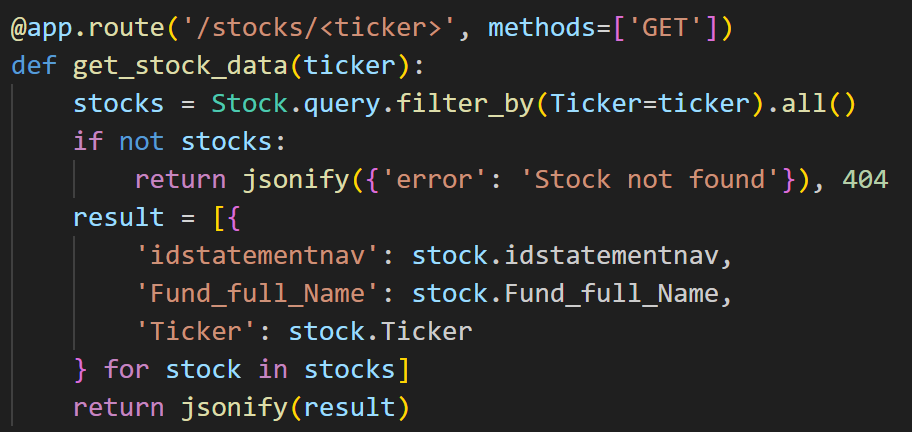 @app.route('/stocks/<ticker>', methods=['GET'])
def get_stock_data(ticker):
    stocks = Stock.query.filter_by(Ticker=ticker).all()
    if not stocks:
        return jsonify({'error': 'Stock not found'}), 404
    result = [{
        'idstatementnav': stock.idstatementnav,
        'Fund_full_Name': stock.Fund_full_Name,
        'Ticker': stock.Ticker
    } for stock in stocks]
    return jsonify(result)